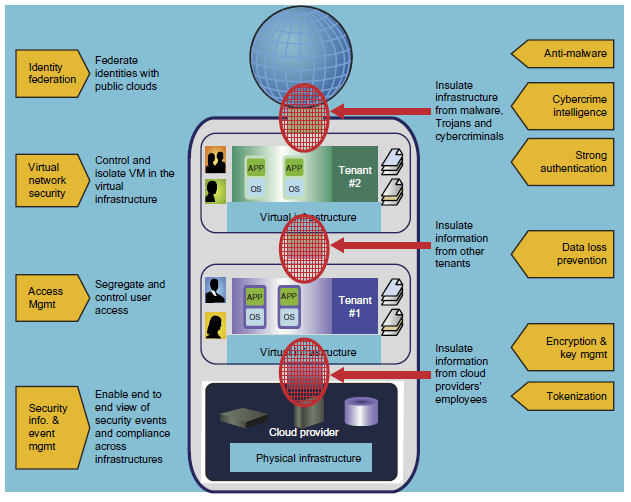 Identity
federation
Federate
identities with
public clouds
Virtual
network
security
Control and
isolate VM in the
virtual
infrastructure
Access
Mgmt
Segregate and
control user
access
Security
info. &
event
mgmt
Enable end to
end view of
security events
and compliance
across
infrastructures
APP
APP
OS
OS
Tenant
#2
Virtual infrastructure
APP
APP
OS
OS
Tenant
#1
Virtual infrastructure
Cloud provider
Physical infrastructure
Insulate
infrastructure
from malware,
Trojans and
cybercriminals
Insulate
information
from other
tenants
Insulate
information
from cloud
providers'
employees
Anti-malware
Cybercrime
intelligence
Strong
authentication
Data loss
prevention
Encryption &
key mgmt
Tokenization